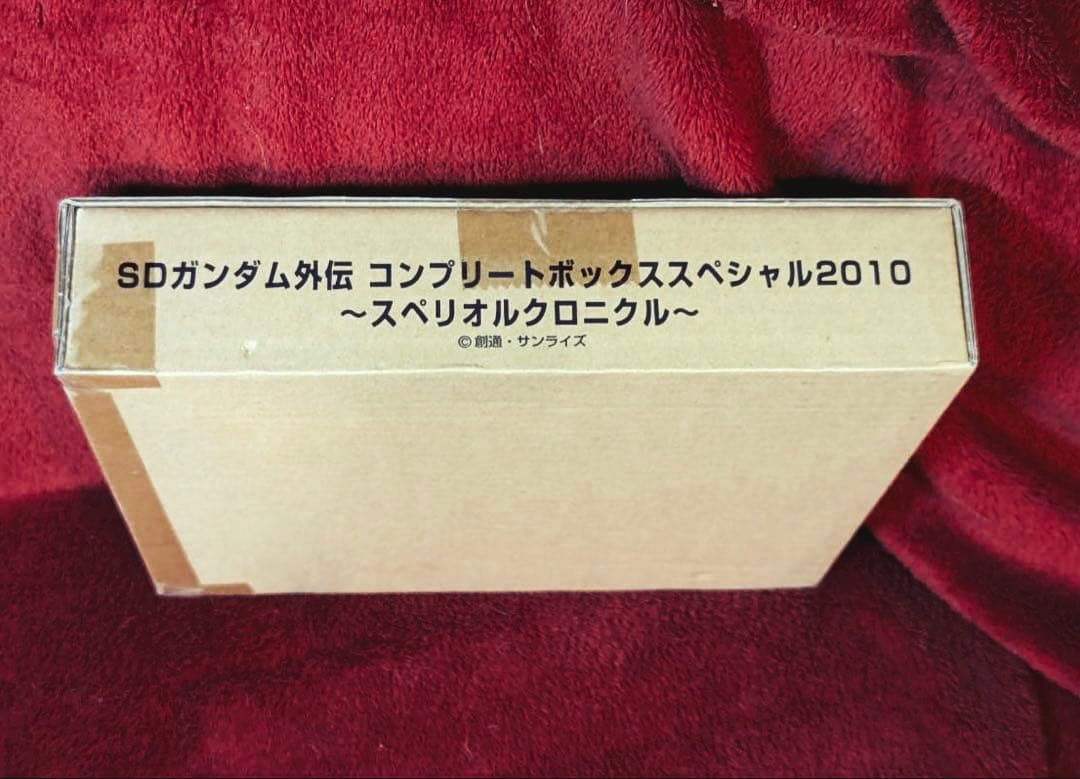 SDガンダム外伝 コンプリートボックススペシャル2010
～スペリオルクロニクル～
©創通・サンライズ